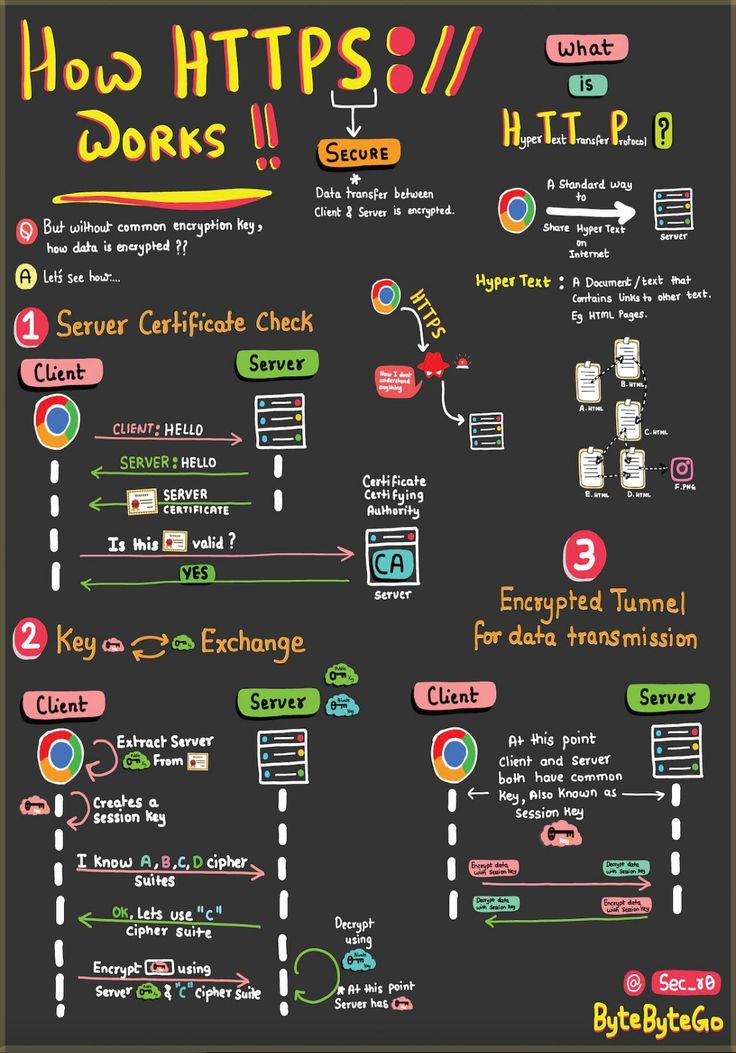 How HTTPS://
WORKS !!
SECURE
*
Data transfer between
Client & Server is encrypted.
What
is
HTTP ?
Hyper Text Transfer Protocol
A Standard way
to
Share Hyper Text
on
Internet
Server
Hyper Text : A Document/text that
Contains links to other text.
Eg HTML Pages.
Q But without common encryption key,
how data is encrypted ??
A Let's see how....
HTTPS
Now I dont
understand
anything
A.HTML
B.HTML
C.HTML
E.HTML
D.HTML
F.PNG
1 Server Certificate Check
Client
Server
CLIENT: HELLO
SERVER: HELLO
SERVER
CERTIFICATE
Certificate
Certifying
Authority
Is this valid ?
CA
YES
Server
2 Key Exchange
Public
Key
Private
Key
Client
Server
Extract Server
From
Creates a
Session Key
I know A,B,C,D cipher
suites
OK, Lets use "C"
cipher suite
Encrypt using
Server & "C" Cipher suite
Decrypt
using
* At this point
Server has
3
Encrypted Tunnel
for data transmission
Client
Server
At this point
Client and Server
both have common
Key, Also Known as
Session Key
Encrypt data
with Session Key
Decrypt data
with Session Key
Decrypt data
with Session Key
Encrypt data
with Session Key
@ Sec_r0
ByteByteGo